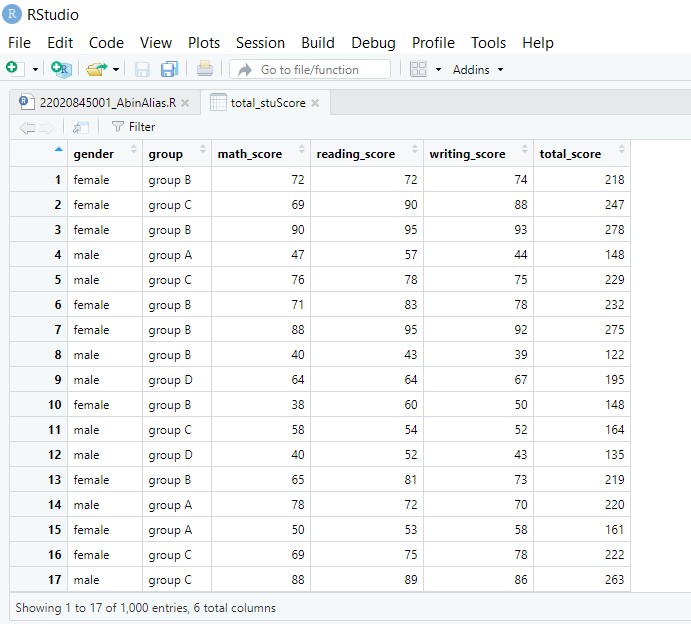 RStudio
File Edit Code View Plots Session Build Debug Profile Tools Help
Go to file/function Addins
22020845001_AbinAlias.R total_stuScore
Filter
gender group math_score reading_score writing_score total_score
1 female group B 72 72 74 218
2 female group C 69 90 88 247
3 female group B 90 95 93 278
4 male group A 47 57 44 148
5 male group C 76 78 75 229
6 female group B 71 83 78 232
7 female group B 88 95 92 275
8 male group B 40 43 39 122
9 male group D 64 64 67 195
10 female group B 38 60 50 148
11 male group C 58 54 52 164
12 male group D 40 52 43 135
13 female group B 65 81 73 219
14 male group A 78 72 70 220
15 female group A 50 53 58 161
16 female group C 69 75 78 222
17 male group C 88 89 86 263
Showing 1 to 17 of 1,000 entries, 6 total columns